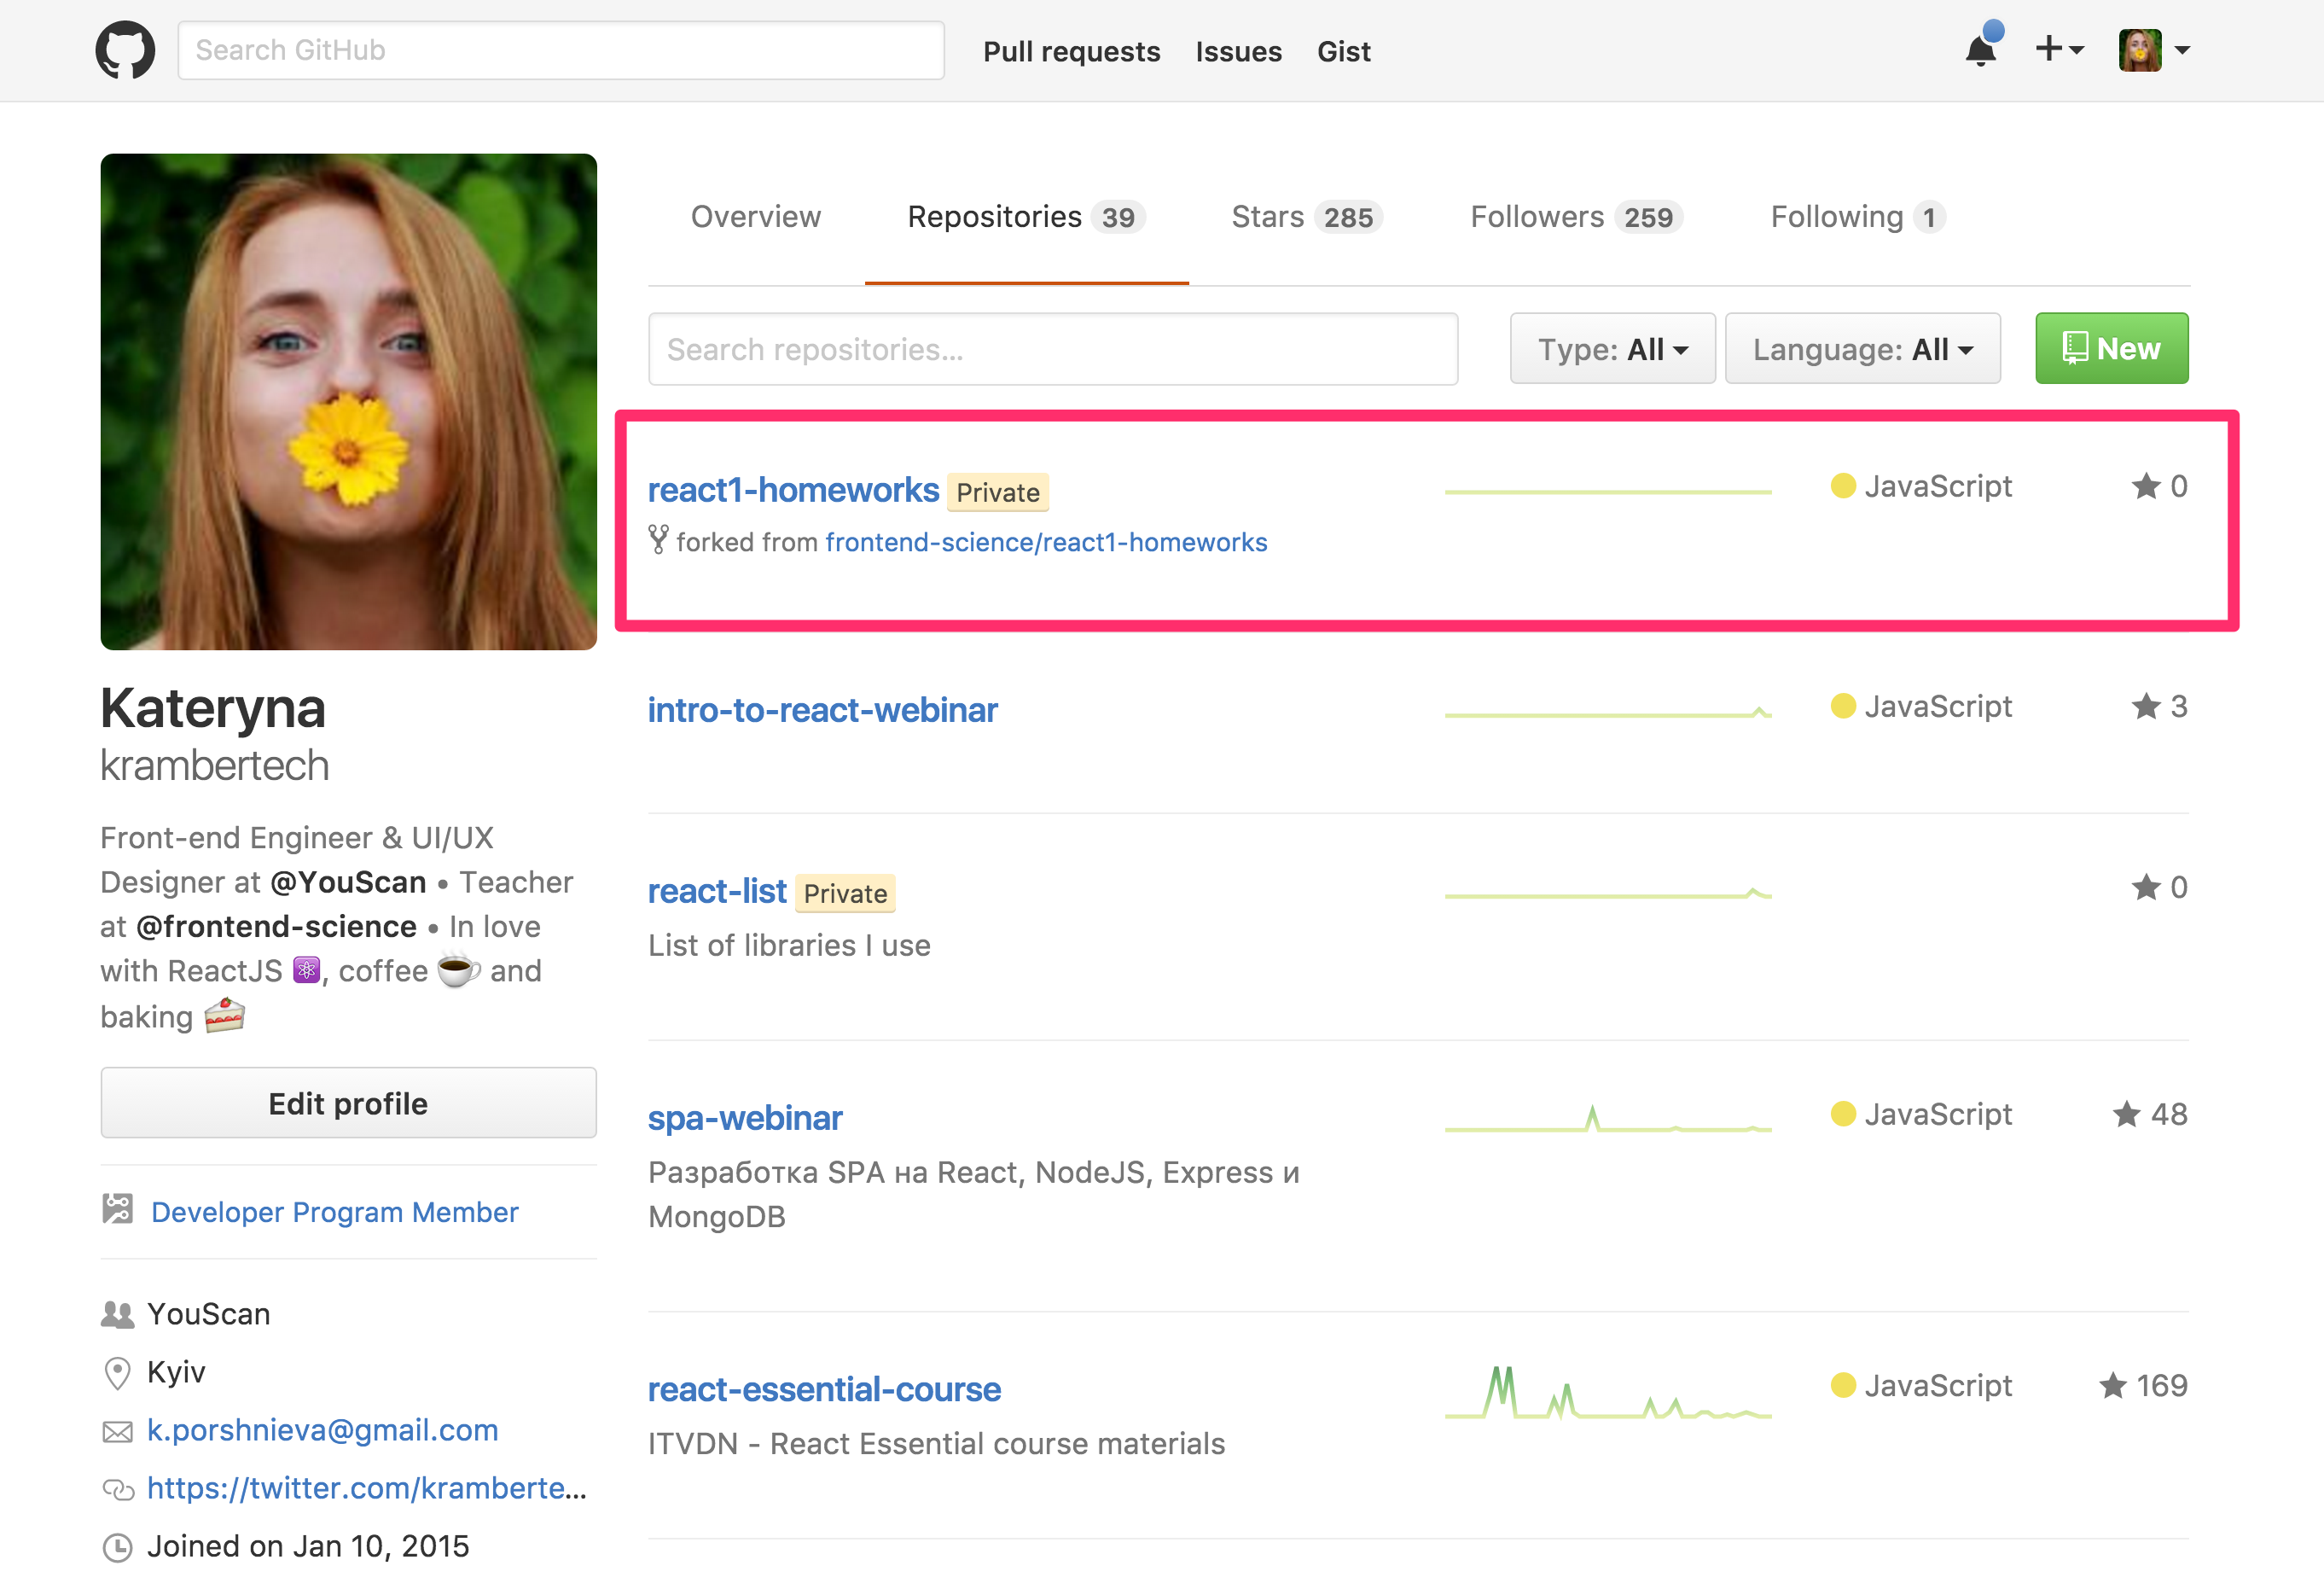 Search GitHub
Pull requests Issues Gist
Overview Repositories 39 Stars 285 Followers 259 Following 1
Search repositories... Type: All Language: All New
react1-homeworks Private JavaScript 0
forked from frontend-science/react1-homeworks
intro-to-react-webinar JavaScript 3
react-list Private 0
List of libraries I use
spa-webinar JavaScript 48
Разработка SPA на React, NodeJS, Express и
MongoDB
react-essential-course JavaScript 169
ITVDN - React Essential course materials
Kateryna
krambertech
Front-end Engineer & UI/UX
Designer at @YouScan • Teacher
at @frontend-science • In love
with ReactJS ⚛️, coffee ☕ and
baking 🍰
Edit profile
Developer Program Member
YouScan
Kyiv
k.porshnieva@gmail.com
https://twitter.com/kramberte...
Joined on Jan 10, 2015